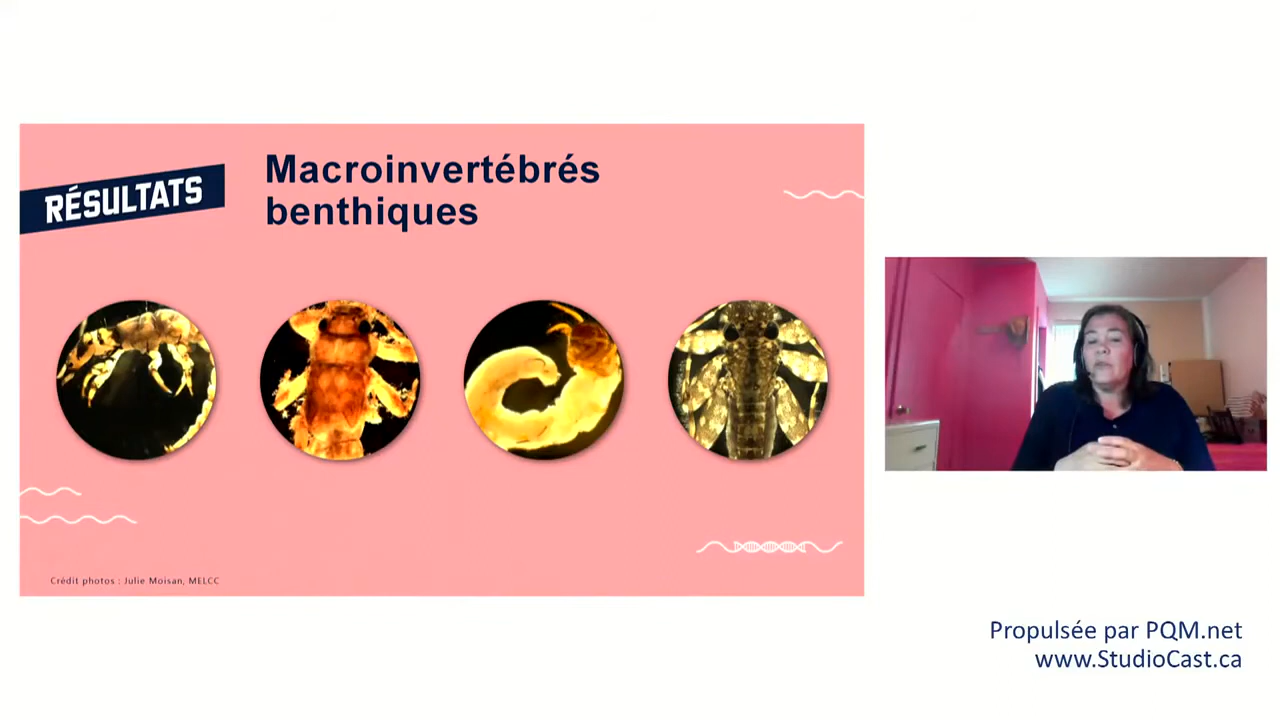 RÉSULTATS
Macroinvertébrés
benthiques
Crédit photos : Julie Moisan, MELCC
Propulsée par PQM.net
www.StudioCast.ca